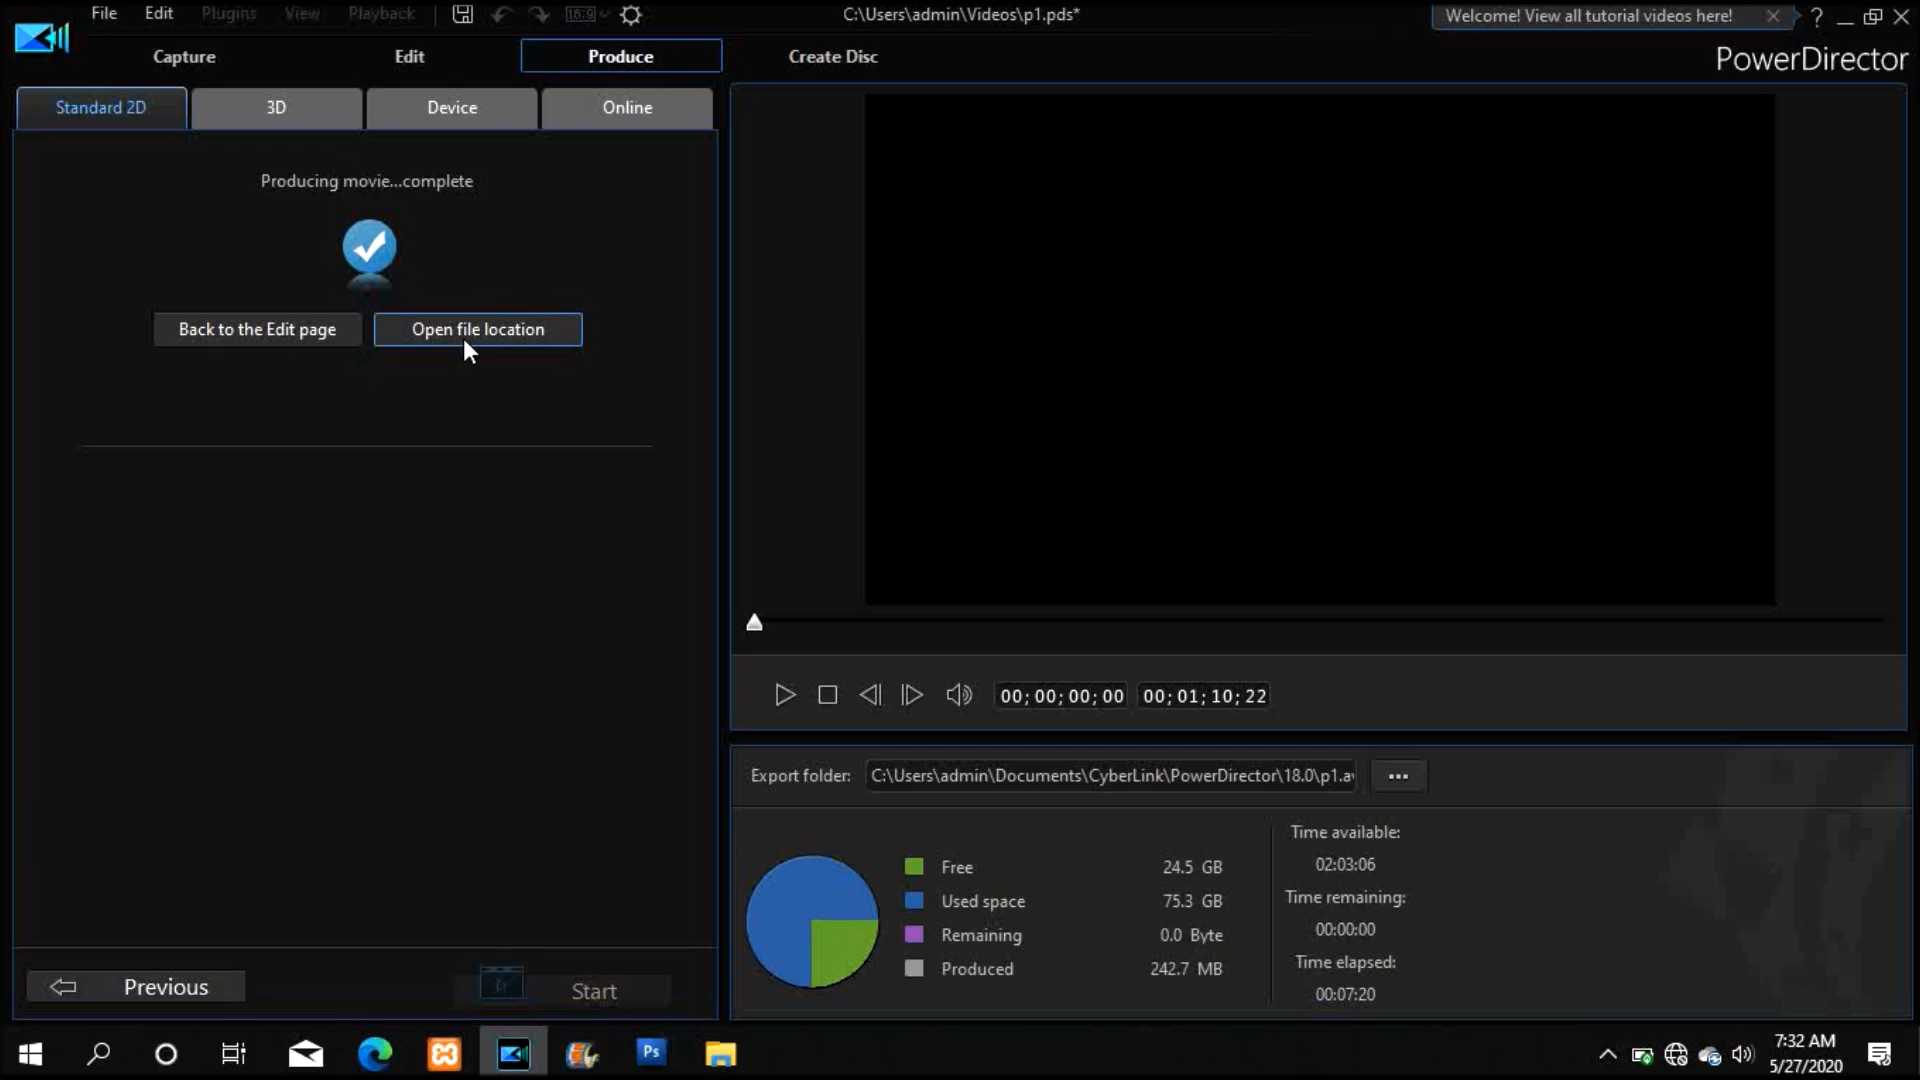 File Edit Plugins View Playback 16:9 C:\Users\admin\Videos\p1.pds* Welcome! View all tutorial videos here! ?
Capture Edit Produce Create Disc PowerDirector
Standard 2D 3D Device Online
Producing movie...complete
Back to the Edit page Open file location
00; 00; 00; 00 00; 01; 10; 22
Export folder: C:\Users\admin\Documents\CyberLink\PowerDirector\18.0\p1.av ...
Free 24.5 GB
Used space 75.3 GB
Remaining 0.0 Byte
Produced 242.7 MB
Time available:
02:03:06
Time remaining:
00:00:00
Time elapsed:
00:07:20
Previous Start
Ps
7:32 AM
5/27/2020